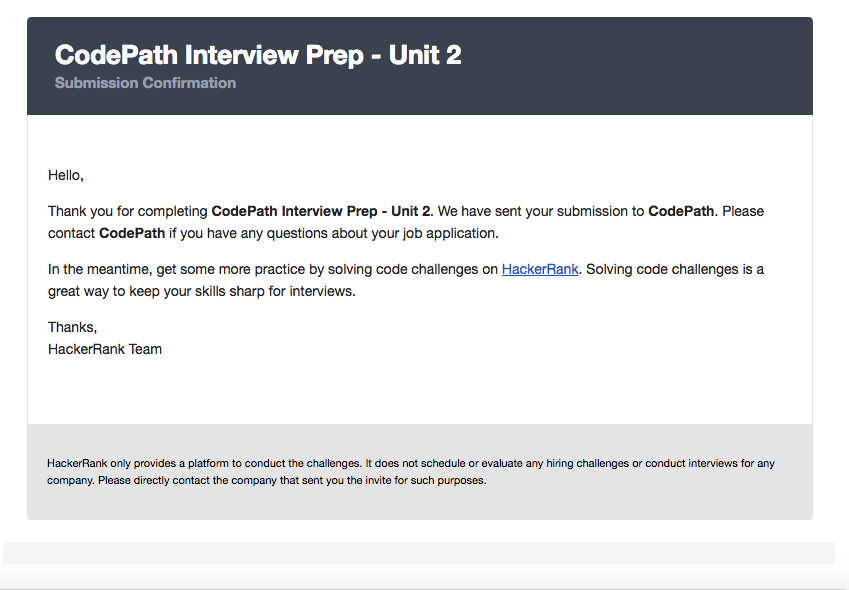 CodePath Interview Prep - Unit 2
Submission Confirmation
Hello,
Thank you for completing CodePath Interview Prep - Unit 2. We have sent your submission to CodePath. Please
contact CodePath if you have any questions about your job application.
In the meantime, get some more practice by solving code challenges on HackerRank. Solving code challenges is a
great way to keep your skills sharp for interviews.
Thanks,
HackerRank Team
HackerRank only provides a platform to conduct the challenges. It does not schedule or evaluate any hiring challenges or conduct interviews for any
company. Please directly contact the company that sent you the invite for such purposes.